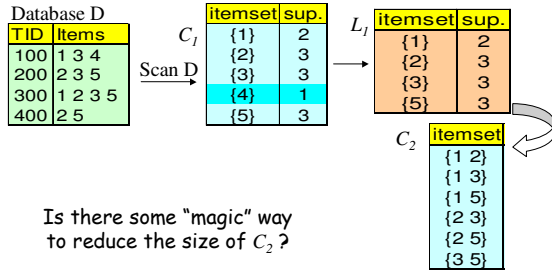 Database D
TID Items
100 1 3 4
200 2 3 5
300 1 2 3 5
400 2 5
Scan D
C1
itemset sup.
{1} 2
{2} 3
{3} 3
{4} 1
{5} 3
L1
itemset sup.
{1} 2
{2} 3
{3} 3
{5} 3
C2
itemset
{1 2}
{1 3}
{1 5}
{2 3}
{2 5}
{3 5}
Is there some “magic” way
to reduce the size of C2 ?